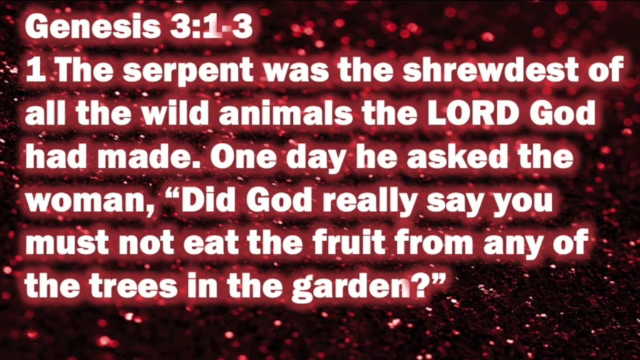 Genesis 3:1-3
1 The serpent was the shrewdest of
all the wild animals the LORD God
had made. One day he asked the
woman, “Did God really say you
must not eat the fruit from any of
the trees in the garden?”